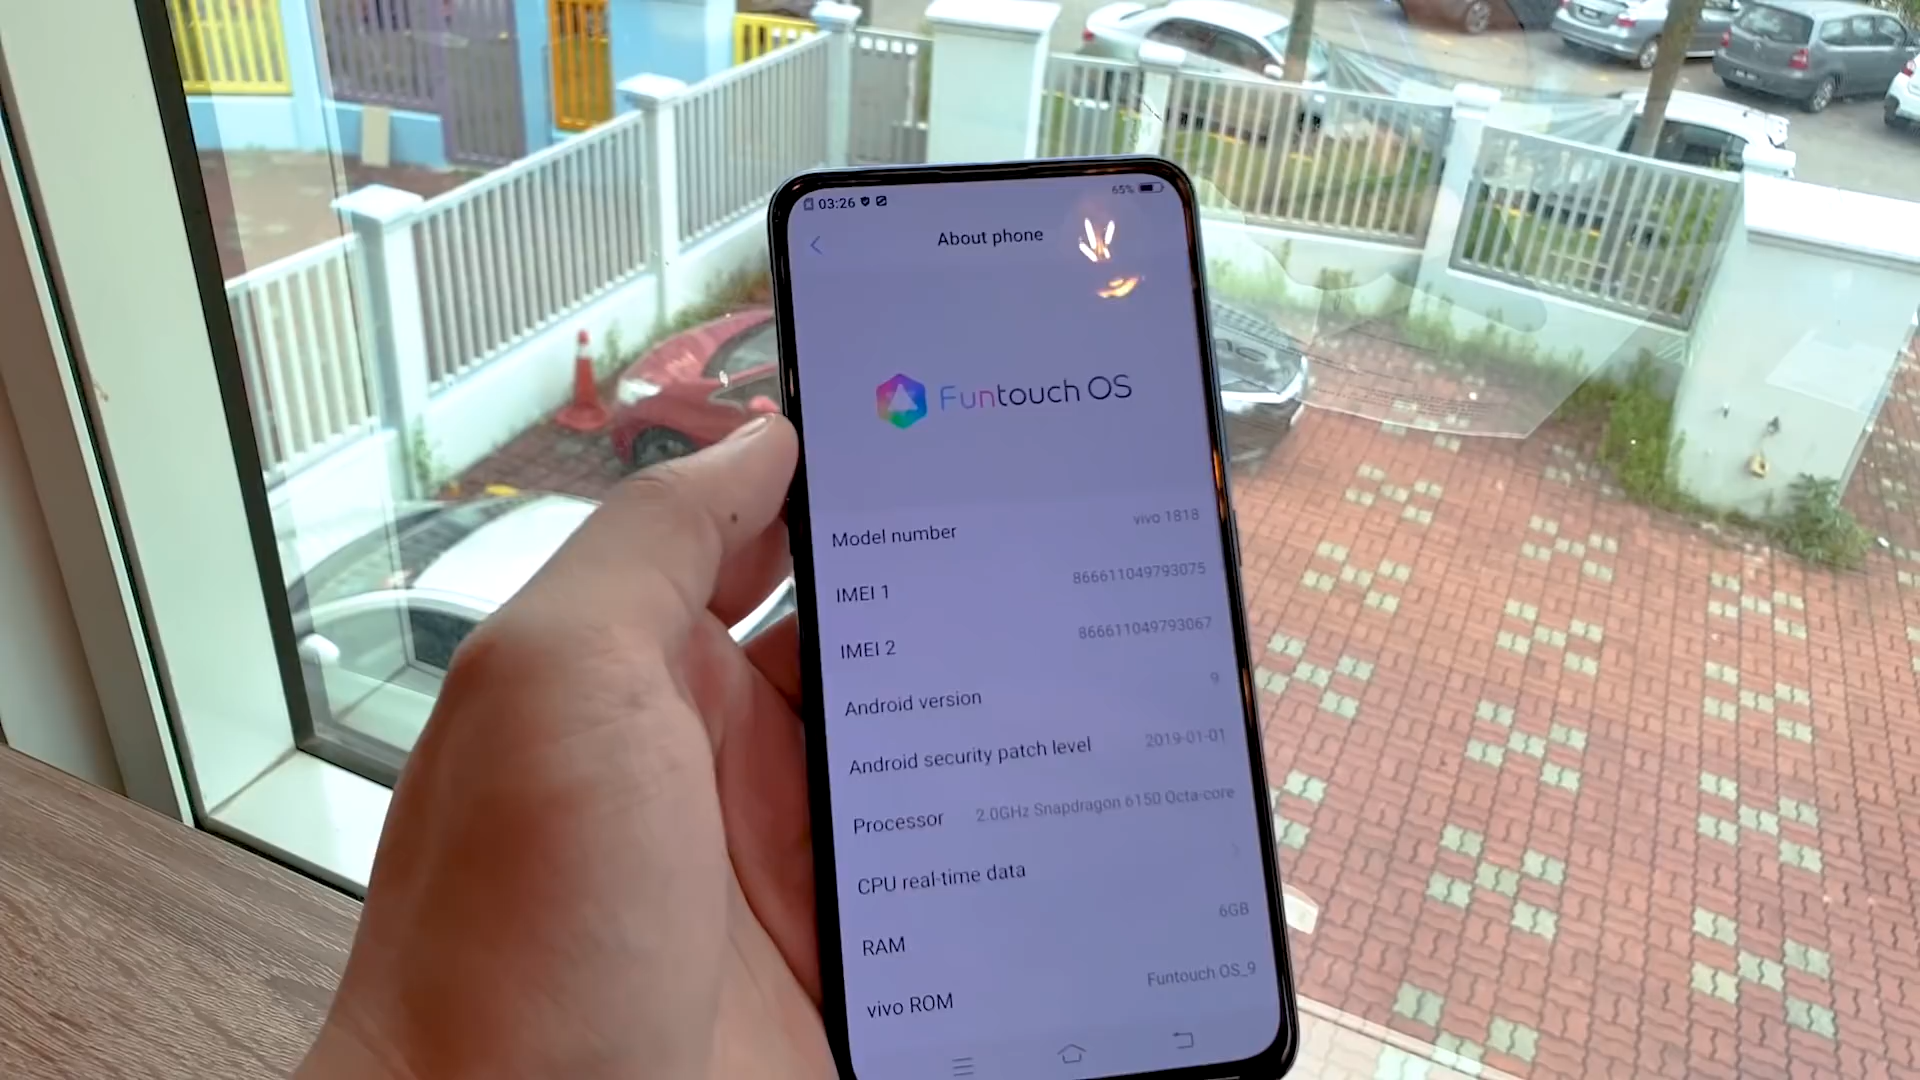 03:26
65%
About phone
Funtouch OS
Model number vivo 1818
IMEI 1 866611049793075
IMEI 2 866611049793067
Android version 9
Android security patch level 2019-01-01
Processor 2.0GHz Snapdragon 6150 Octa-core
CPU real-time data
RAM 6GB
vivo ROM Funtouch OS_9